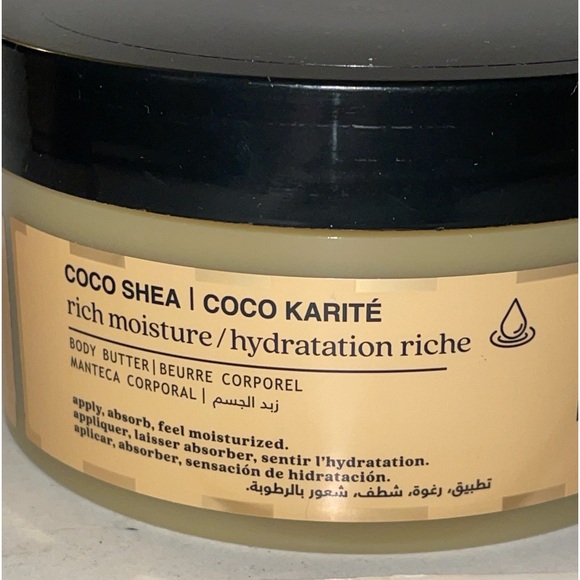 COCO SHEA | COCO KARITÉ
rich moisture / hydratation riche
BODY BUTTER | BEURRE CORPOREL
MANTECA CORPORAL | زبد الجسم
apply, absorb, feel moisturized.
appliquer, laisser absorber, sentir l'hydratation.
aplicar, absorber, sensación de hidratación.
تطبيق، رغوة، شطف، شعور بالرطوبة.